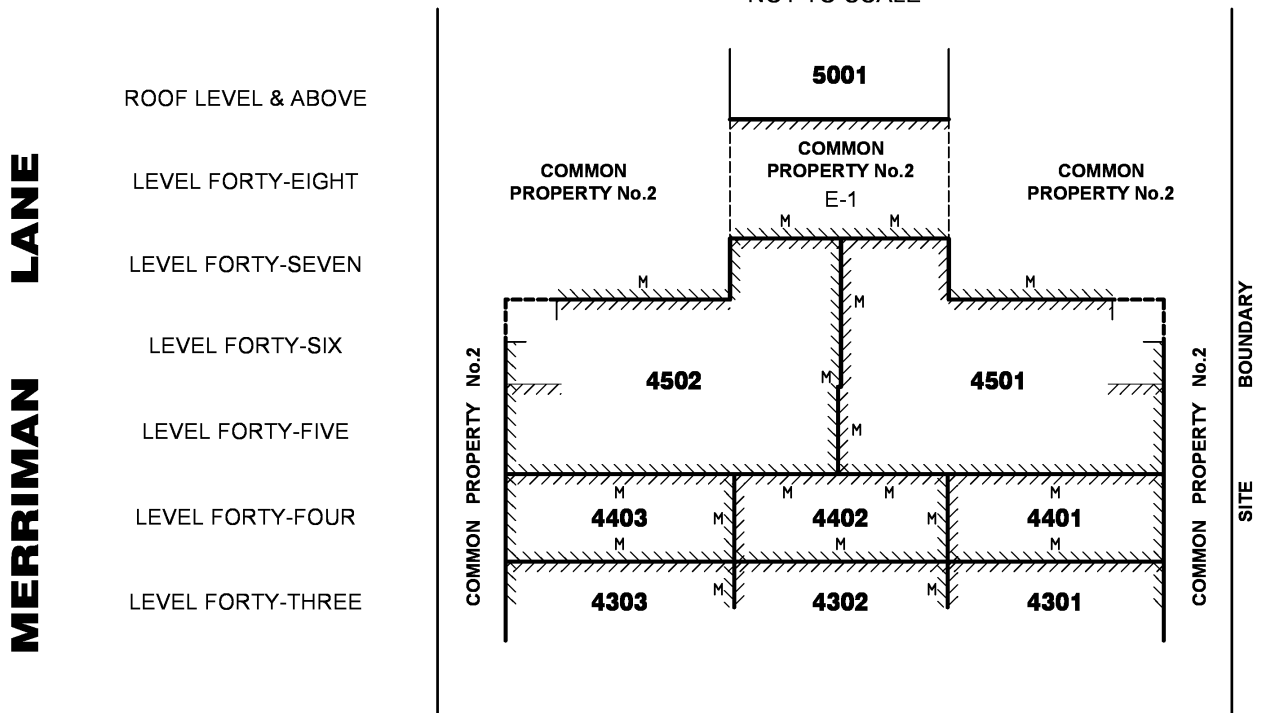 NOT TO SCALE
5001
ROOF LEVEL & ABOVE
COMMON
PROPERTY No.2
E-1
COMMON
PROPERTY No.2
COMMON
PROPERTY No.2
LEVEL FORTY-EIGHT
M M
LEVEL FORTY-SEVEN
M M
M
LEVEL FORTY-SIX
4502
M
4501
LEVEL FORTY-FIVE
M
M M M M
LEVEL FORTY-FOUR
4403
M
4402
M
4401
M M M
LEVEL FORTY-THREE
4303
M
4302
M
4301
MERRIMAN LANE
COMMON PROPERTY No.2
COMMON PROPERTY No.2
SITE BOUNDARY